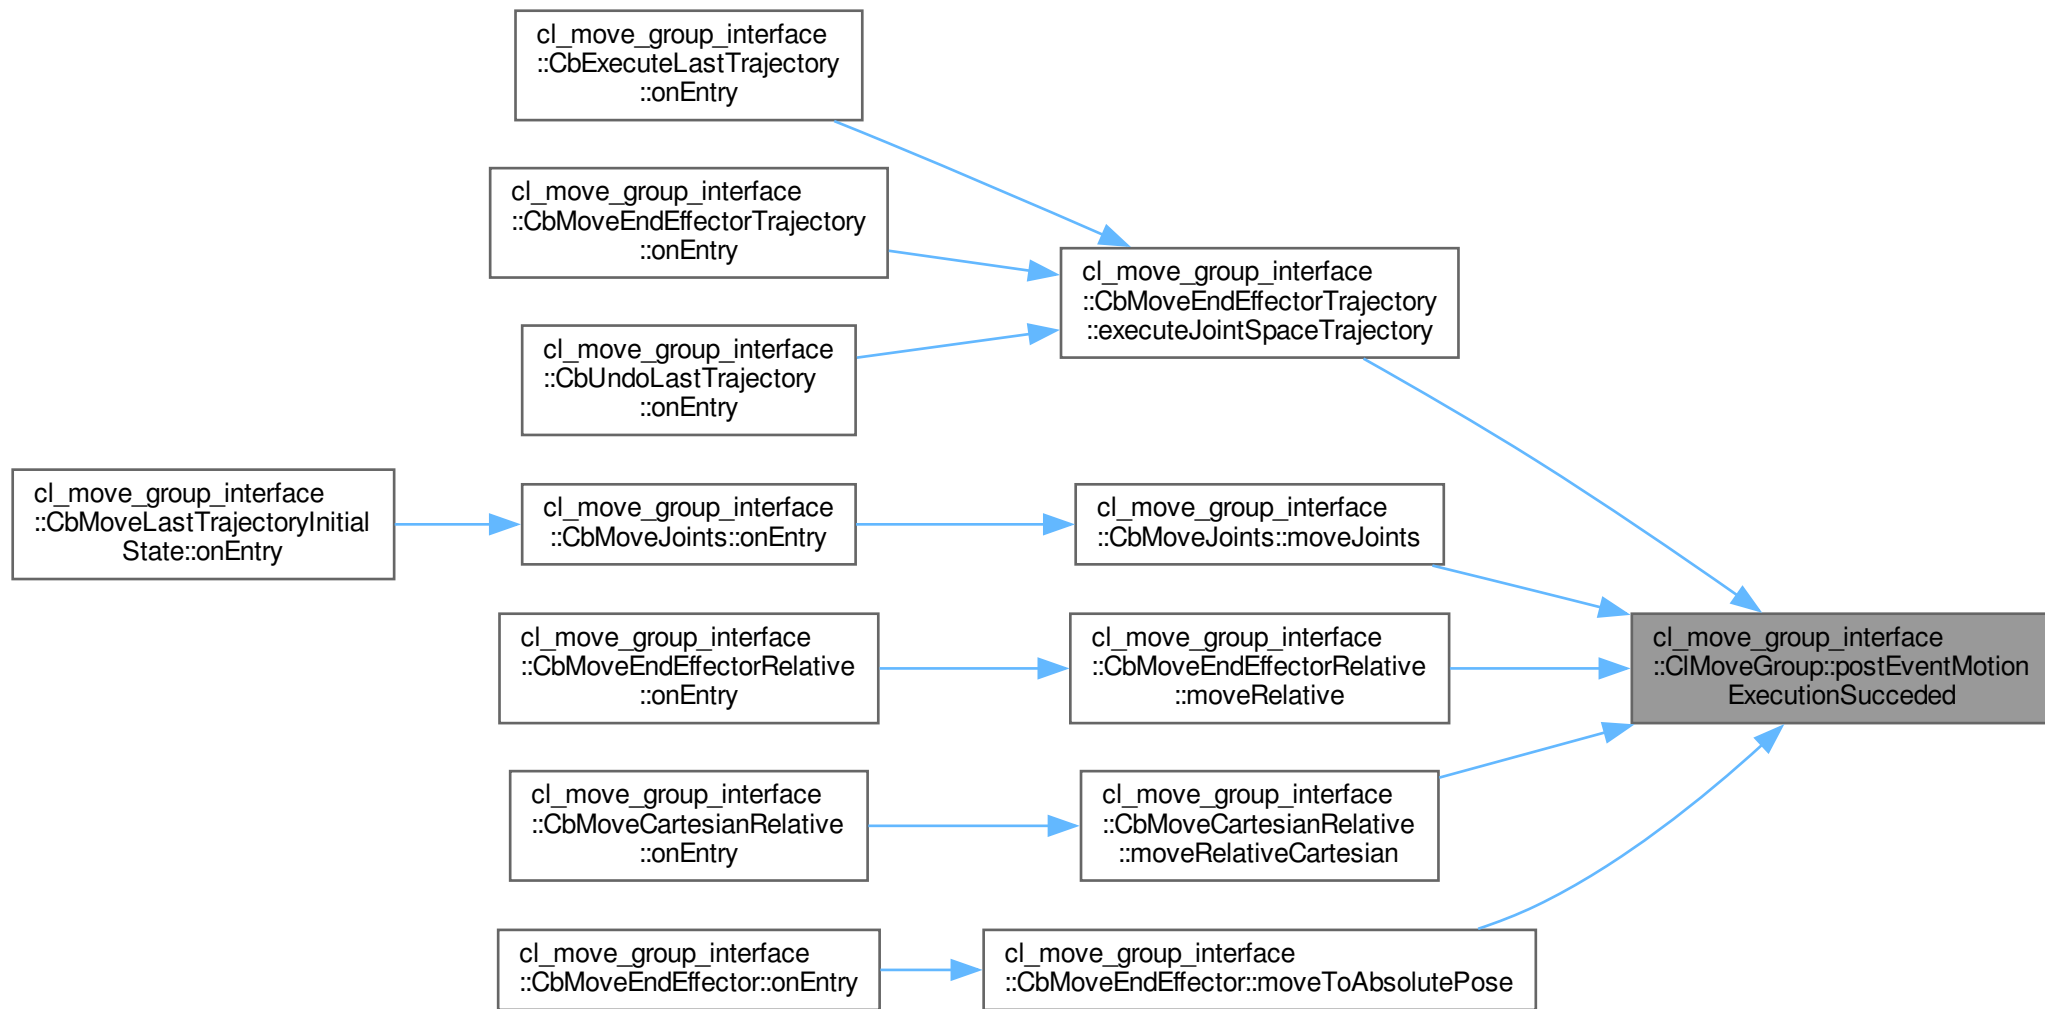 cl_move_group_interface
::CbExecuteLastTrajectory
::onEntry
cl_move_group_interface
::CbMoveEndEffectorTrajectory
::onEntry
cl_move_group_interface
::CbMoveEndEffectorTrajectory
::executeJointSpaceTrajectory
cl_move_group_interface
::CbUndoLastTrajectory
::onEntry
cl_move_group_interface
::CbMoveLastTrajectoryInitial
State::onEntry
cl_move_group_interface
::CbMoveJoints::onEntry
cl_move_group_interface
::CbMoveJoints::moveJoints
cl_move_group_interface
::CbMoveEndEffectorRelative
::onEntry
cl_move_group_interface
::CbMoveEndEffectorRelative
::moveRelative
cl_move_group_interface
::ClMoveGroup::postEventMotion
ExecutionSucceded
cl_move_group_interface
::CbMoveCartesianRelative
::onEntry
cl_move_group_interface
::CbMoveCartesianRelative
::moveRelativeCartesian
cl_move_group_interface
::CbMoveEndEffector::onEntry
cl_move_group_interface
::CbMoveEndEffector::moveToAbsolutePose